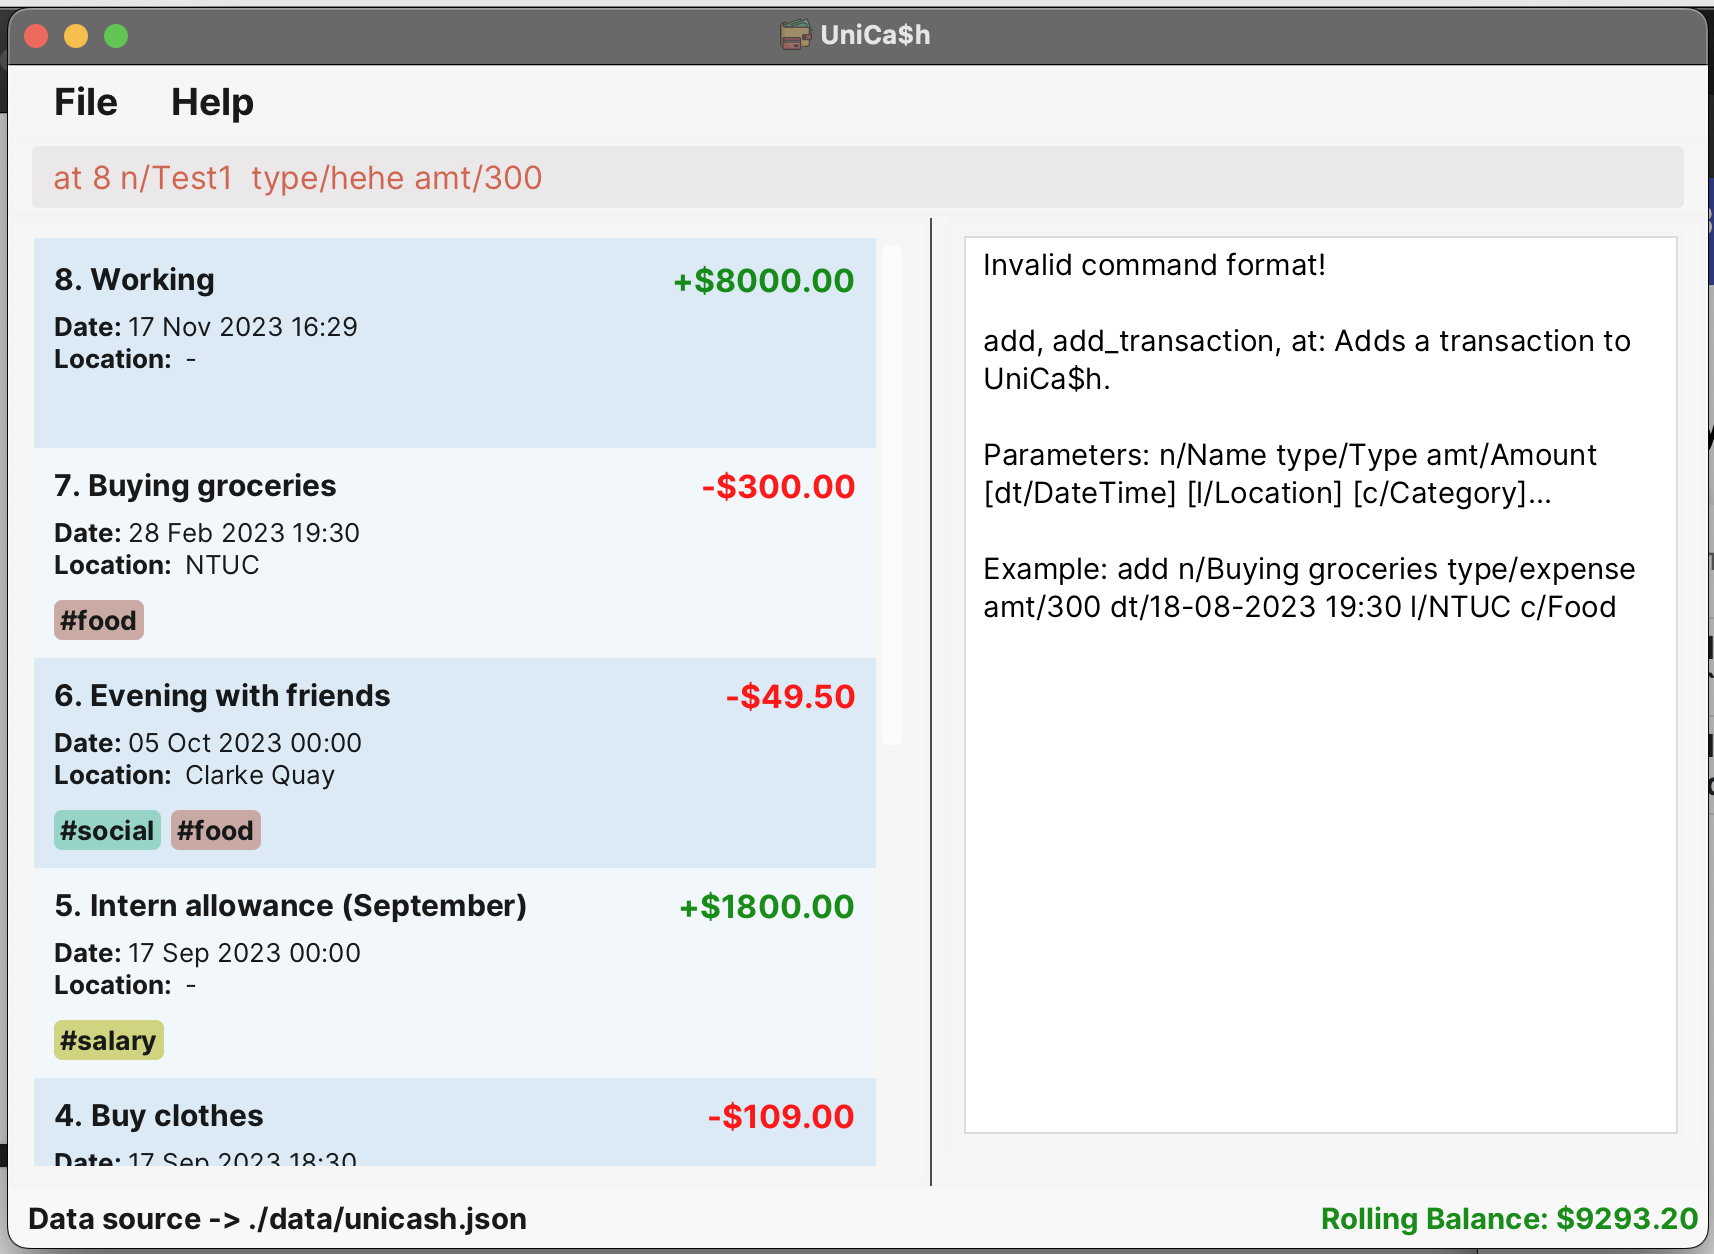 UniCa$h
File Help
at 8 n/Test1  type/hehe amt/300
8. Working +$8000.00
Date: 17 Nov 2023 16:29
Location: -
7. Buying groceries -$300.00
Date: 28 Feb 2023 19:30
Location: NTUC
#food
6. Evening with friends -$49.50
Date: 05 Oct 2023 00:00
Location: Clarke Quay
#social #food
5. Intern allowance (September) +$1800.00
Date: 17 Sep 2023 00:00
Location: -
#salary
4. Buy clothes -$109.00
Date: 17 Sep 2023 18:30
Invalid command format!
add, add_transaction, at: Adds a transaction to
UniCa$h.
Parameters: n/Name type/Type amt/Amount
[dt/DateTime] [l/Location] [c/Category]...
Example: add n/Buying groceries type/expense
amt/300 dt/18-08-2023 19:30 l/NTUC c/Food
Data source -> ./data/unicash.json
Rolling Balance: $9293.20